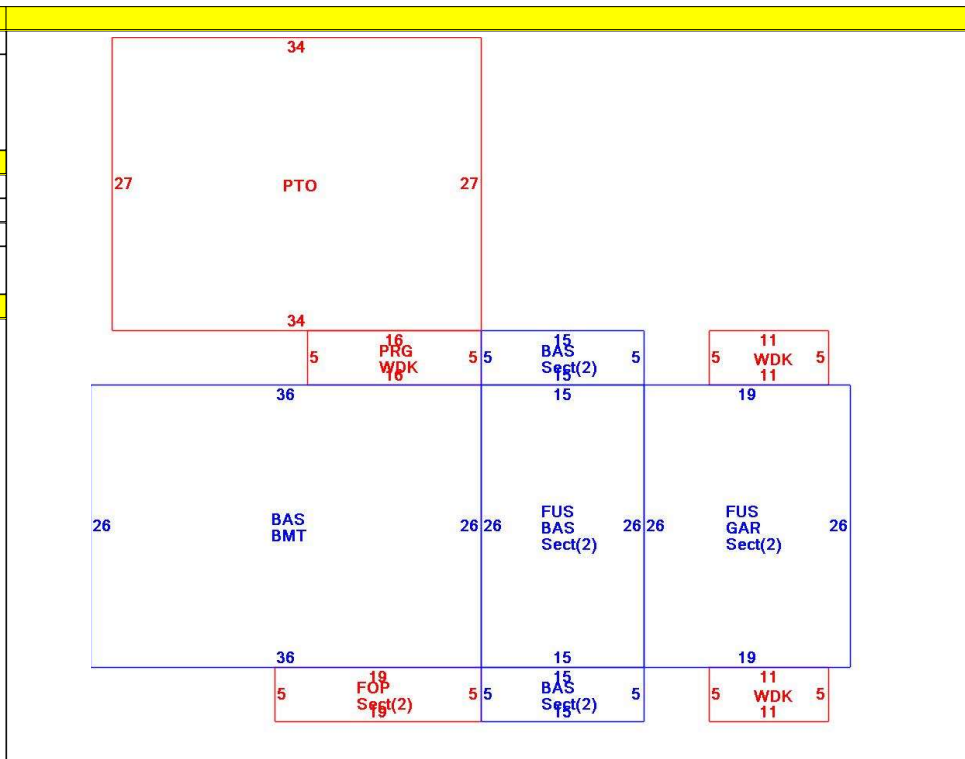 34
27 PTO 27
34
16 15 11
5 PRG 5 5 BAS 5 5 WDK 5
WDK Sect(2)
16 15 11
36 15 19
26 BAS 26 26 FUS 26 26 FUS 26
BMT BAS GAR
Sect(2) Sect(2)
36 15 19
19 15 11
5 FOP 5 5 BAS 5 5 WDK 5
Sect(2) Sect(2)
19 15 11